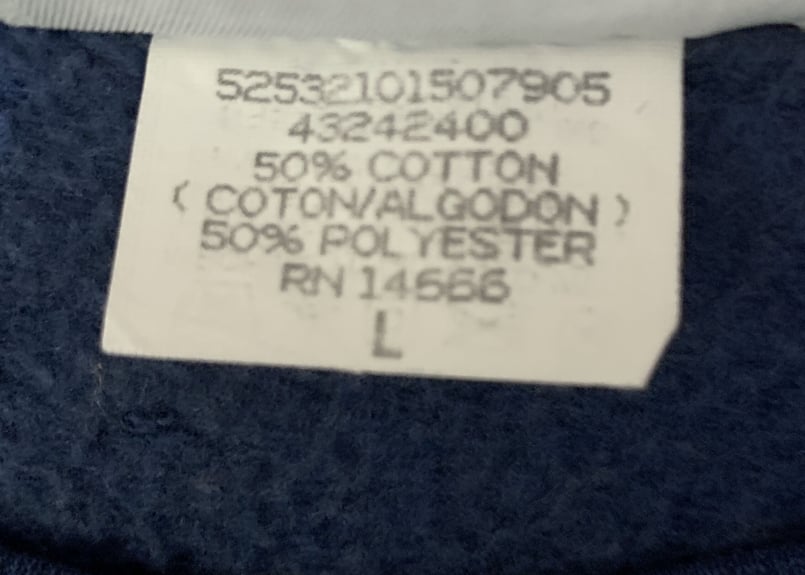 52532101507905
43242400
50% COTTON
( COTON/ALGODON )
50% POLYESTER
RN 14666
L